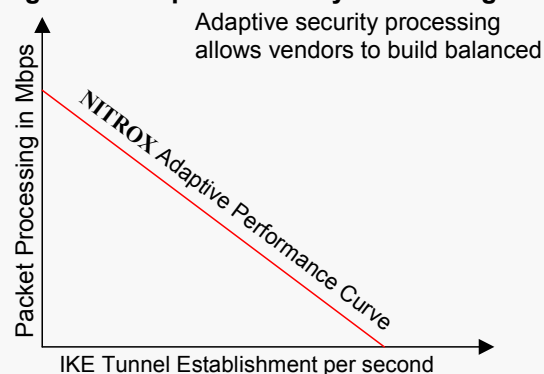 Adaptive security processing
allows vendors to build balanced
Packet Processing in Mbps
NITROX Adaptive Performance Curve
IKE Tunnel Establishment per second